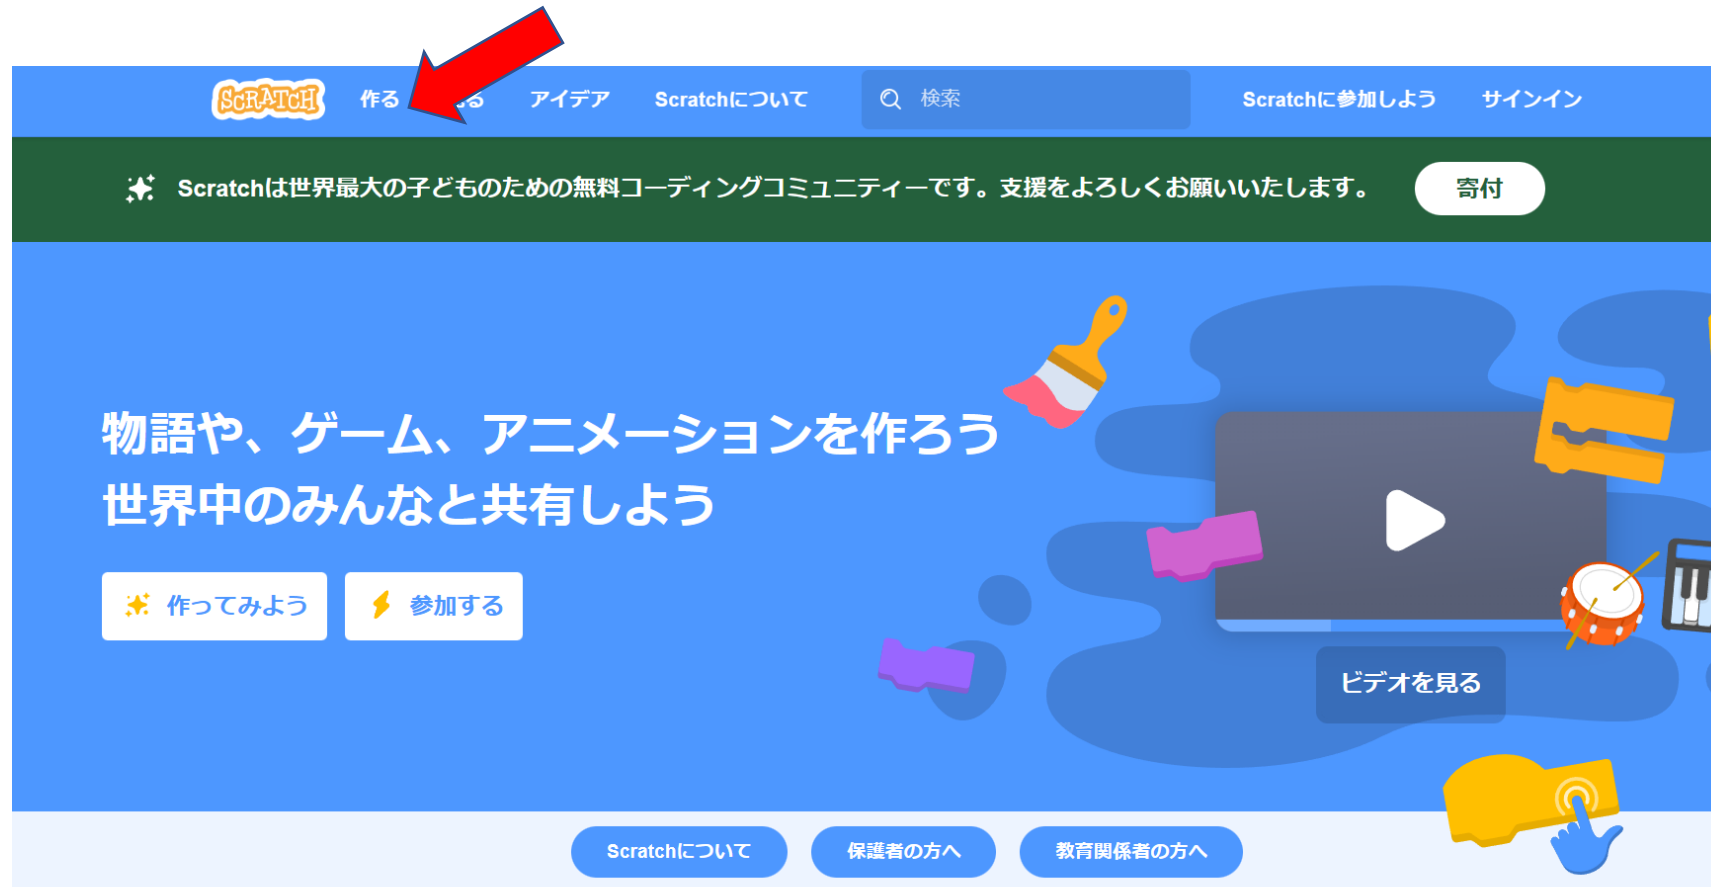 SCRATCH 作る る アイデア Scratchについて 検索 Scratchに参加しよう サインイン
Scratchは世界最大の子どものための無料コーディングコミュニティーです。支援をよろしくお願いいたします。 寄付
物語や、ゲーム、アニメーションを作ろう
世界中のみんなと共有しよう
作ってみよう 参加する
ビデオを見る
Scratchについて 保護者の方へ 教育関係者の方へ